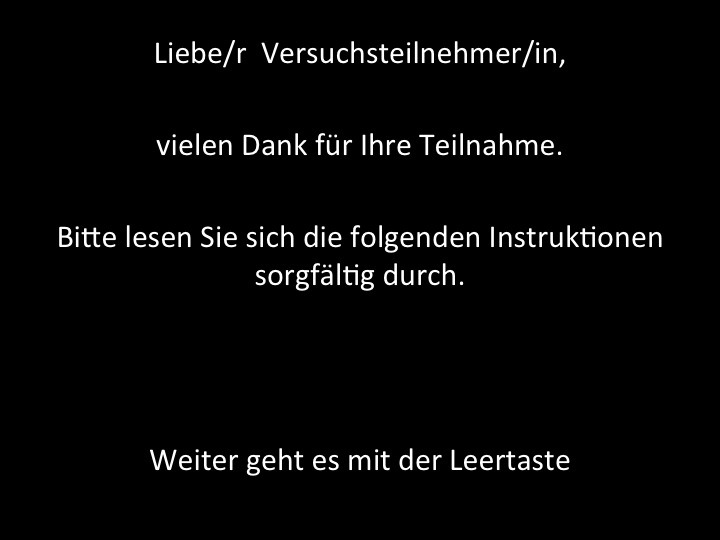 Liebe/r  Versuchsteilnehmer/in,
vielen Dank für Ihre Teilnahme.
Bitte lesen Sie sich die folgenden Instruktionen
sorgfältig durch.
Weiter geht es mit der Leertaste